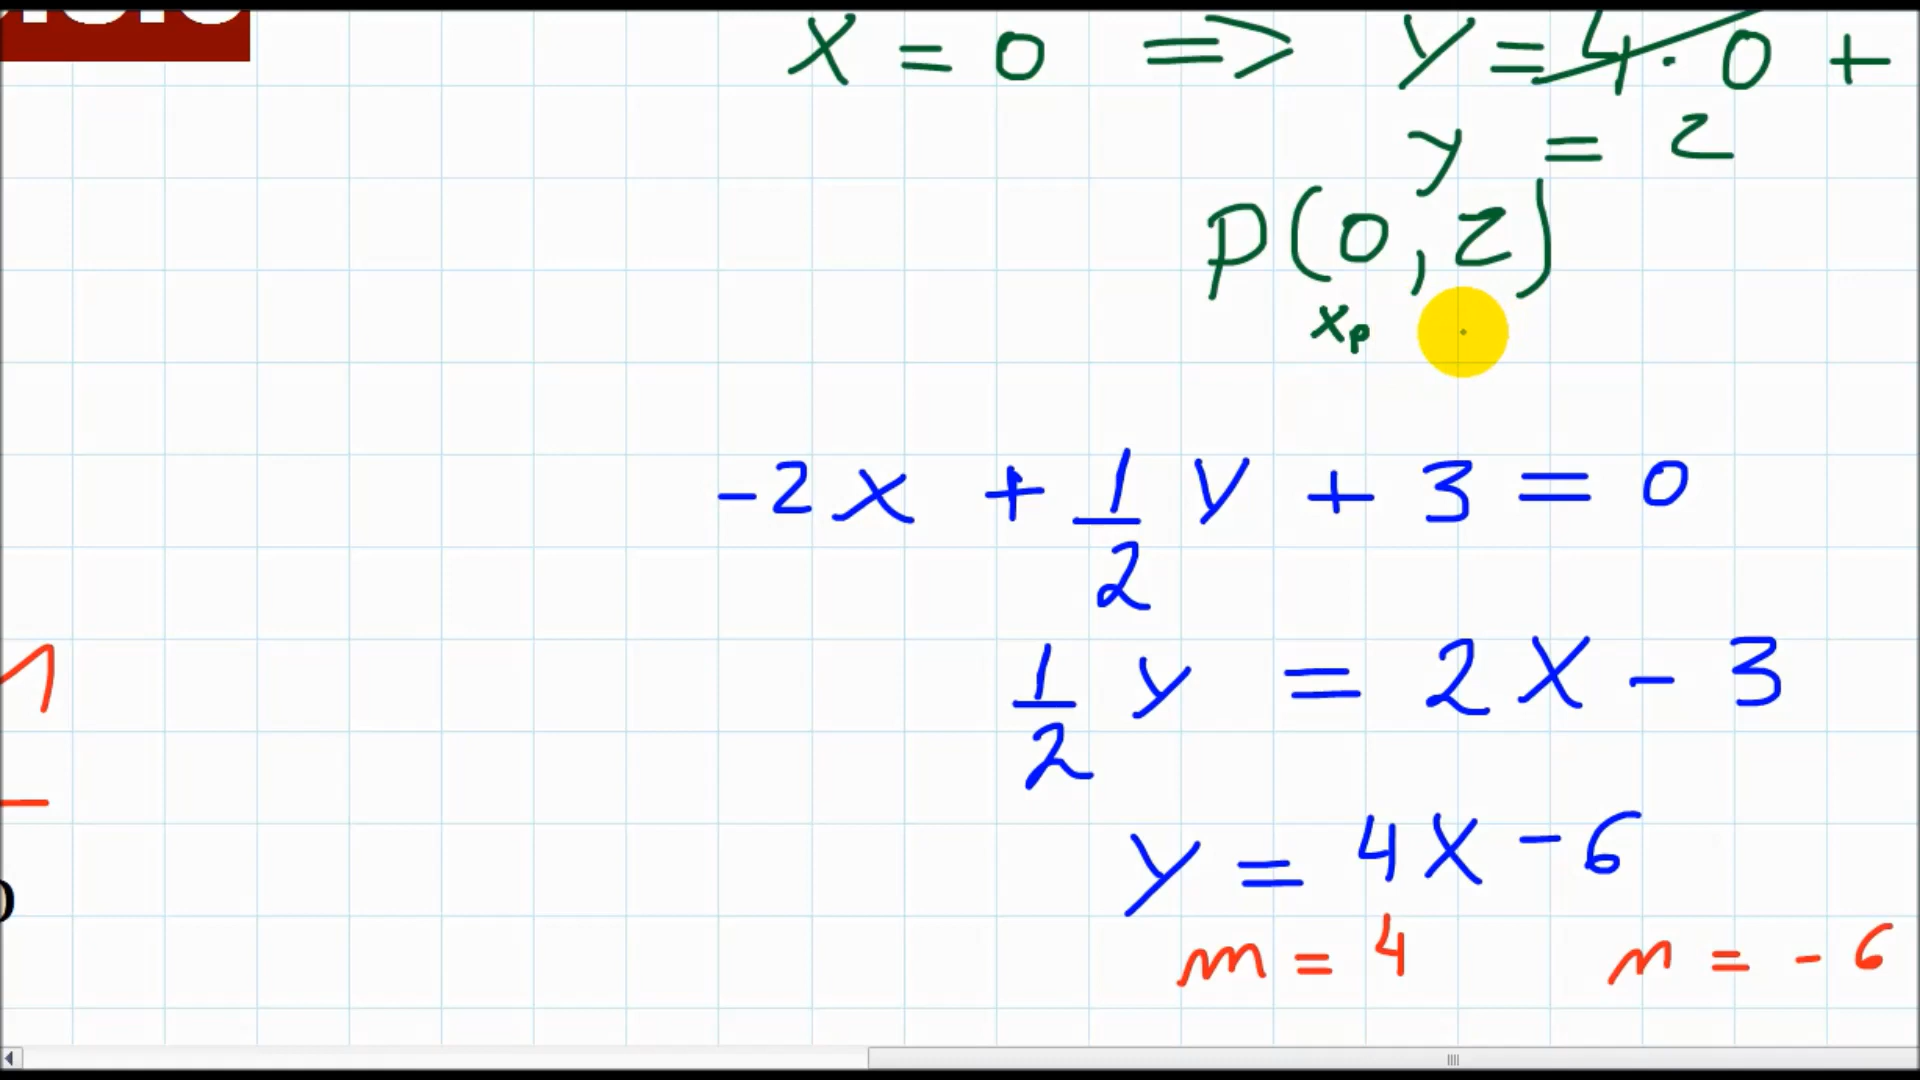 X = 0 => y = 4 · 0 +
y = 2
P(0, 2)
xₚ
-2x + 1/2 y + 3 = 0
1/2 y = 2x - 3
y = 4x - 6
m = 4 n = -6